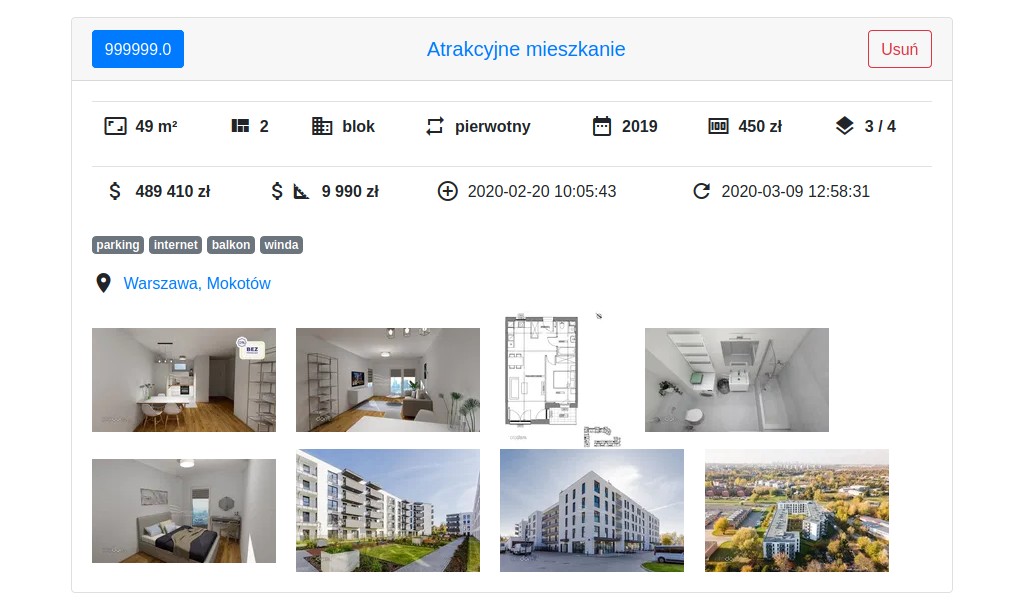 999999.0
Atrakcyjne mieszkanie
Usuń
49 m²
2
blok
pierwotny
2019
450 zł
3 / 4
489 410 zł
9 990 zł
2020-02-20 10:05:43
2020-03-09 12:58:31
parking internet balkon winda
Warszawa, Mokotów
BEZ